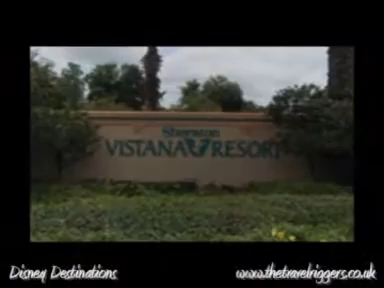 Sheraton
VISTANA RESORT
Disney Destinations
www.thetravelriggers.co.uk